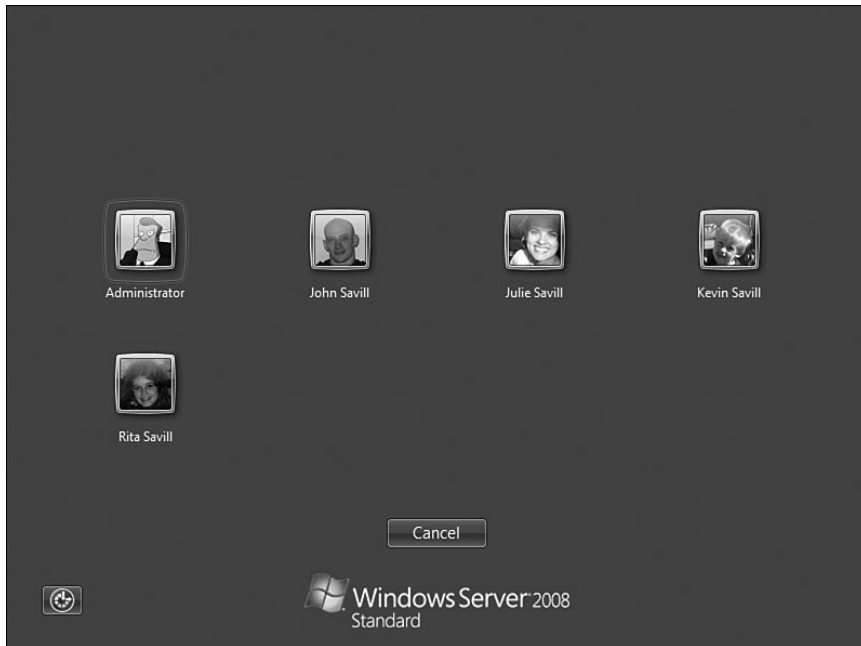 Administrator
John Savill
Julie Savill
Kevin Savill
Rita Savill
Cancel
Windows Server 2008
Standard